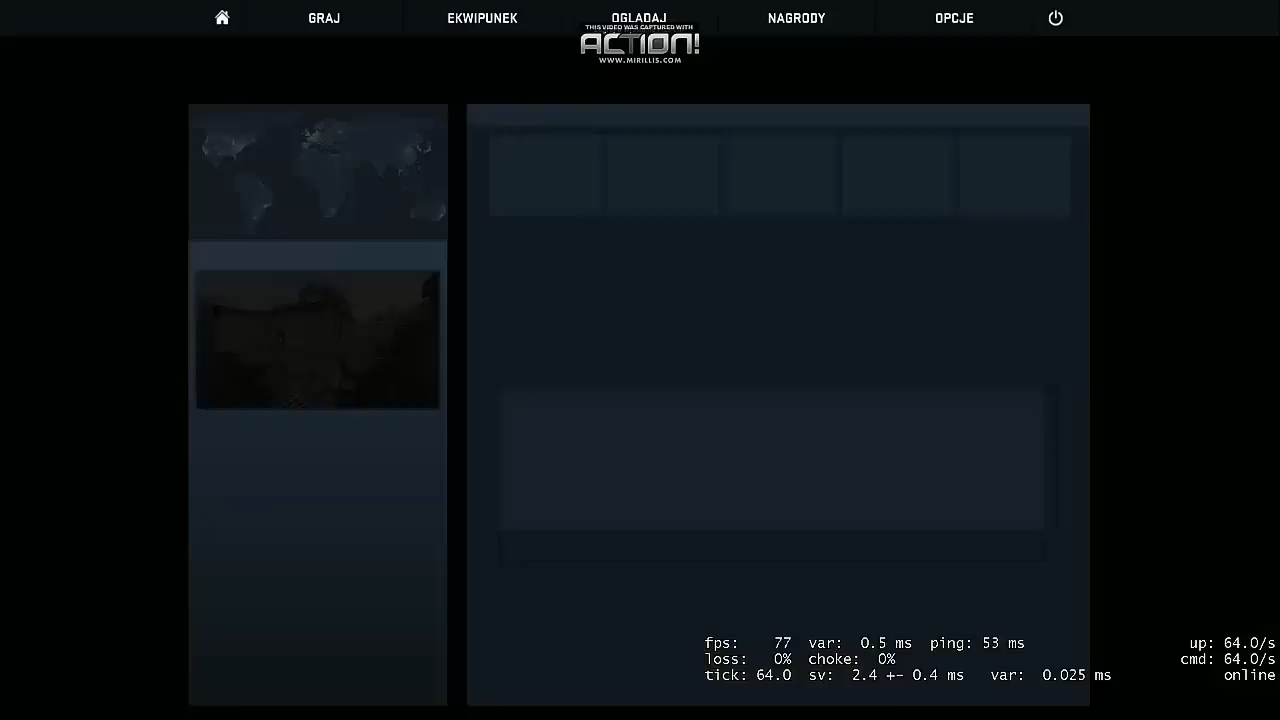 GRAJ EKWIPUNEK OGLĄDAJ NAGRODY OPCJE
THIS VIDEO WAS CAPTURED WITH
ACTION!
WWW.MIRILLIS.COM
fps: 77 var: 0.5 ms ping: 53 ms up: 64.0/s
loss: 0% choke: 0% cmd: 64.0/s
tick: 64.0 sv: 2.4 +- 0.4 ms var: 0.025 ms online